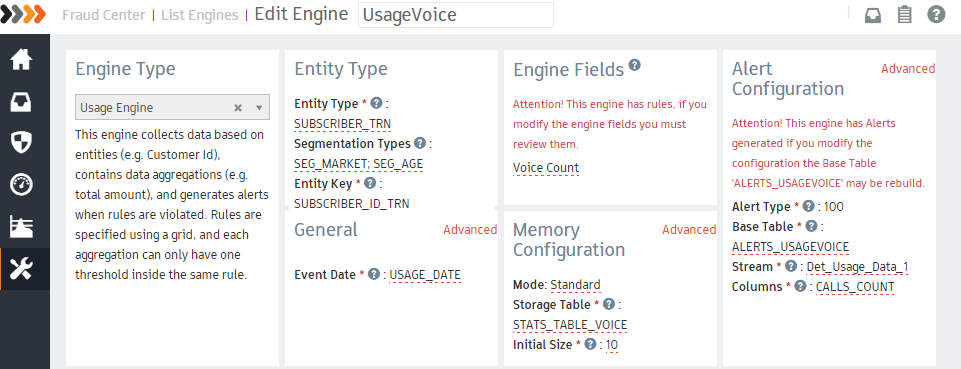 Fraud Center | List Engines | Edit Engine UsageVoice
Engine Type
Usage Engine
This engine collects data based on
entities (e.g. Customer Id),
contains data aggregations (e.g.
total amount), and generates alerts
when rules are violated. Rules are
specified using a grid, and each
aggregation can only have one
threshold inside the same rule.
Entity Type
Entity Type * ? :
SUBSCRIBER_TRN
Segmentation Types ? :
SEG_MARKET; SEG_AGE
Entity Key * ? :
SUBSCRIBER_ID_TRN
Engine Fields ?
Attention! This engine has rules, if you
modify the engine fields you must
review them.
Voice Count
Alert
Configuration
Advanced
Attention! This engine has Alerts
generated if you modify the
configuration the Base Table
'ALERTS_USAGEVOICE' may be rebuild.
Alert Type * ? : 100
Base Table * ? :
ALERTS_USAGEVOICE
Stream * ? : Det_Usage_Data_1
Columns * ? : CALLS_COUNT
General
Advanced
Event Date * ? : USAGE_DATE
Memory
Configuration
Advanced
Mode: Standard
Storage Table * ? :
STATS_TABLE_VOICE
Initial Size * ? : 10